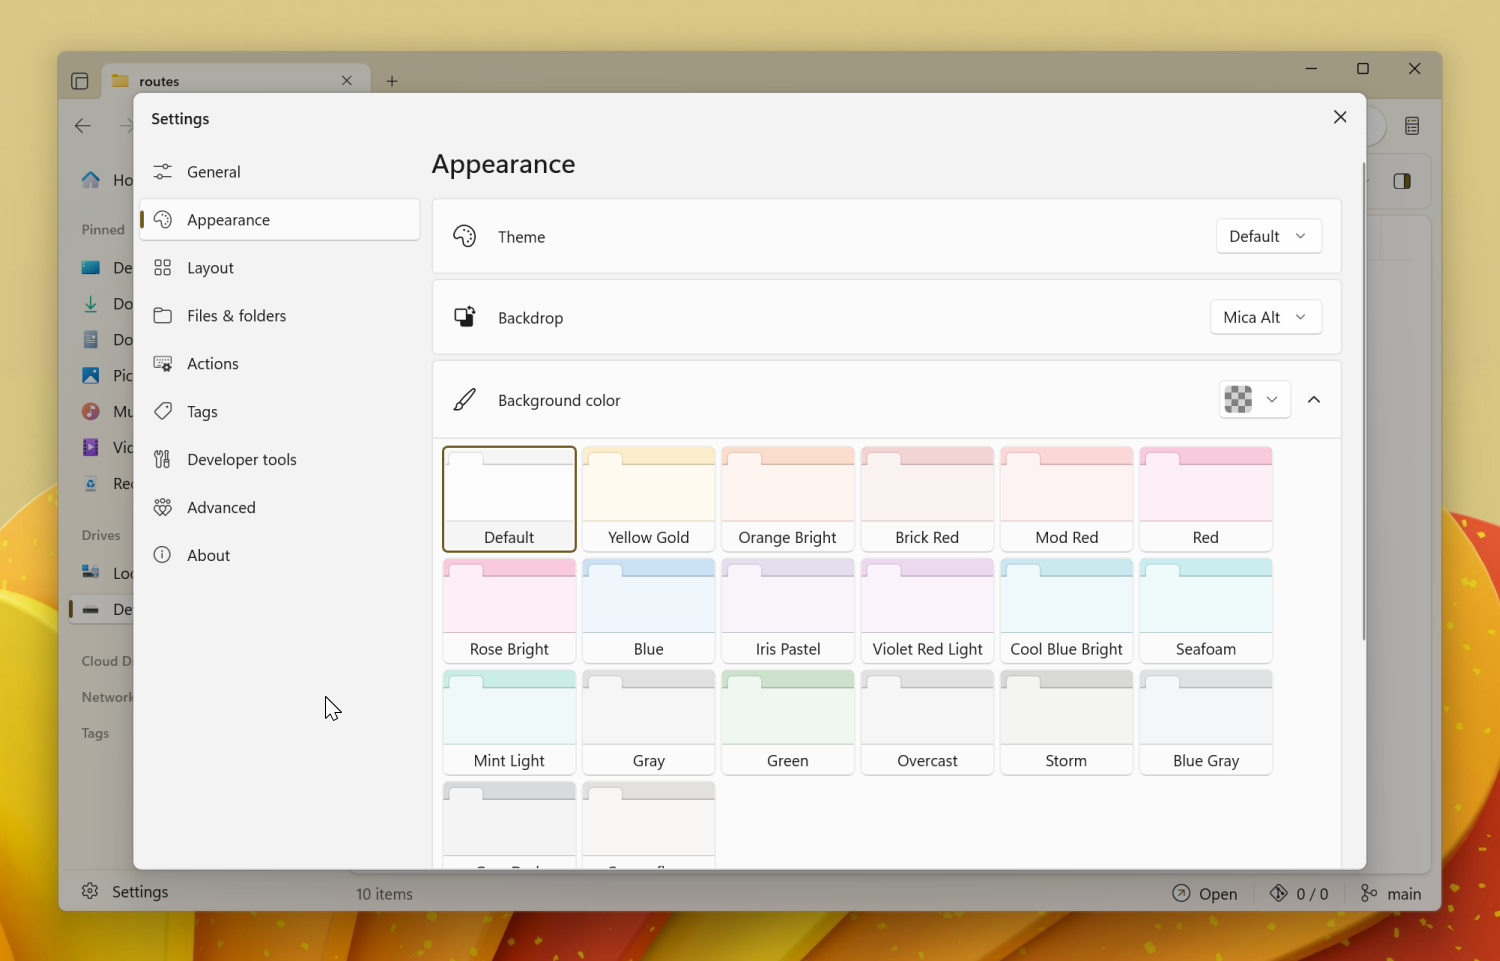 routes
Settings
General
Appearance
Layout
Files & folders
Actions
Tags
Developer tools
Advanced
About
Appearance
Theme
Default
Backdrop
Mica Alt
Background color
Default
Yellow Gold
Orange Bright
Brick Red
Mod Red
Red
Rose Bright
Blue
Iris Pastel
Violet Red Light
Cool Blue Bright
Seafoam
Mint Light
Gray
Green
Overcast
Storm
Blue Gray
Ho
Pinned
De
Do
Do
Pic
Mu
Vid
Rec
Drives
Loc
De
Cloud D
Network
Tags
Settings
10 items
Open
0 / 0
main